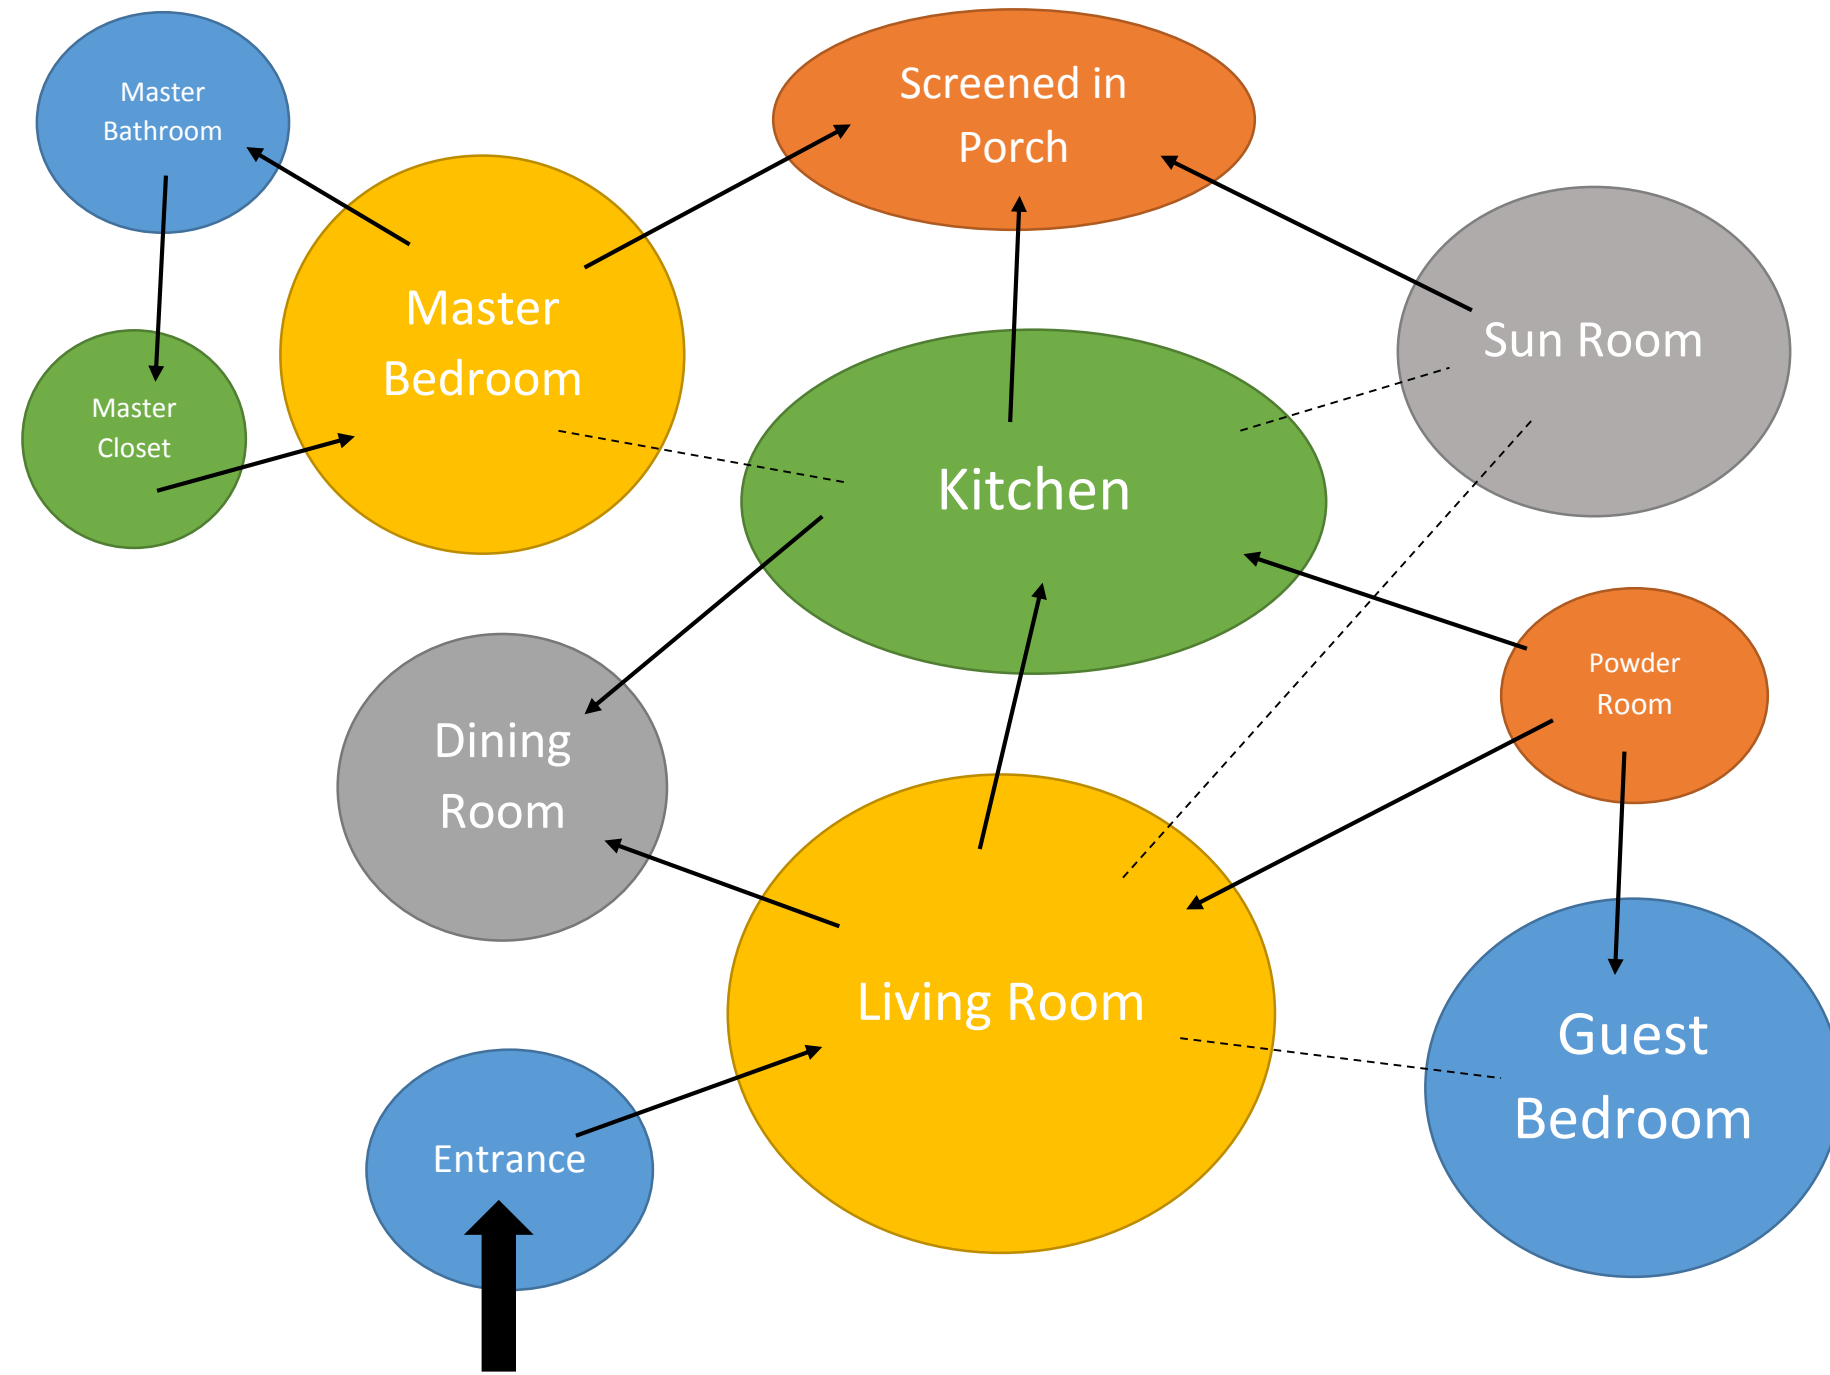 Master
Bathroom
Screened in
Porch
Master
Bedroom
Sun Room
Master
Closet
Kitchen
Powder
Room
Dining
Room
Living Room
Guest
Bedroom
Entrance